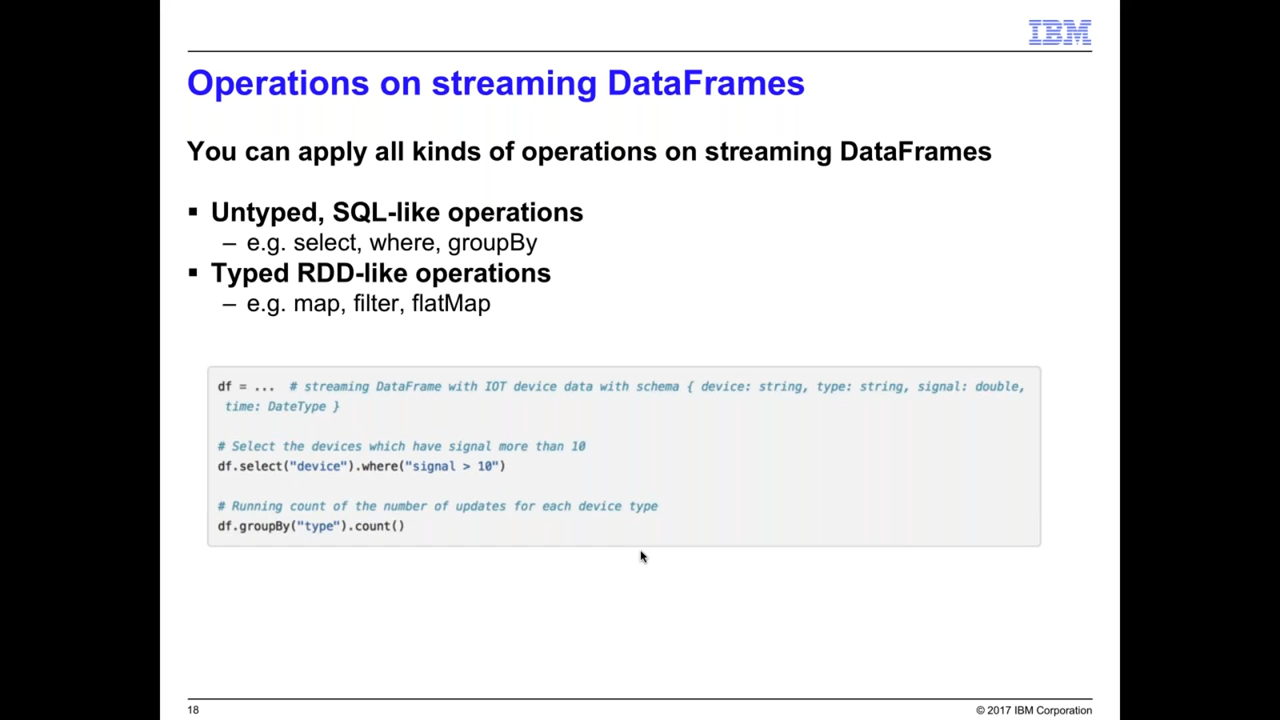 IBM
Operations on streaming DataFrames
You can apply all kinds of operations on streaming DataFrames
▪ Untyped, SQL-like operations
– e.g. select, where, groupBy
▪ Typed RDD-like operations
– e.g. map, filter, flatMap
df = ...  # streaming DataFrame with IOT device data with schema { device: string, type: string, signal: double,
time: DateType }
# Select the devices which have signal more than 10
df.select("device").where("signal > 10")
# Running count of the number of updates for each device type
df.groupBy("type").count()
18
© 2017 IBM Corporation